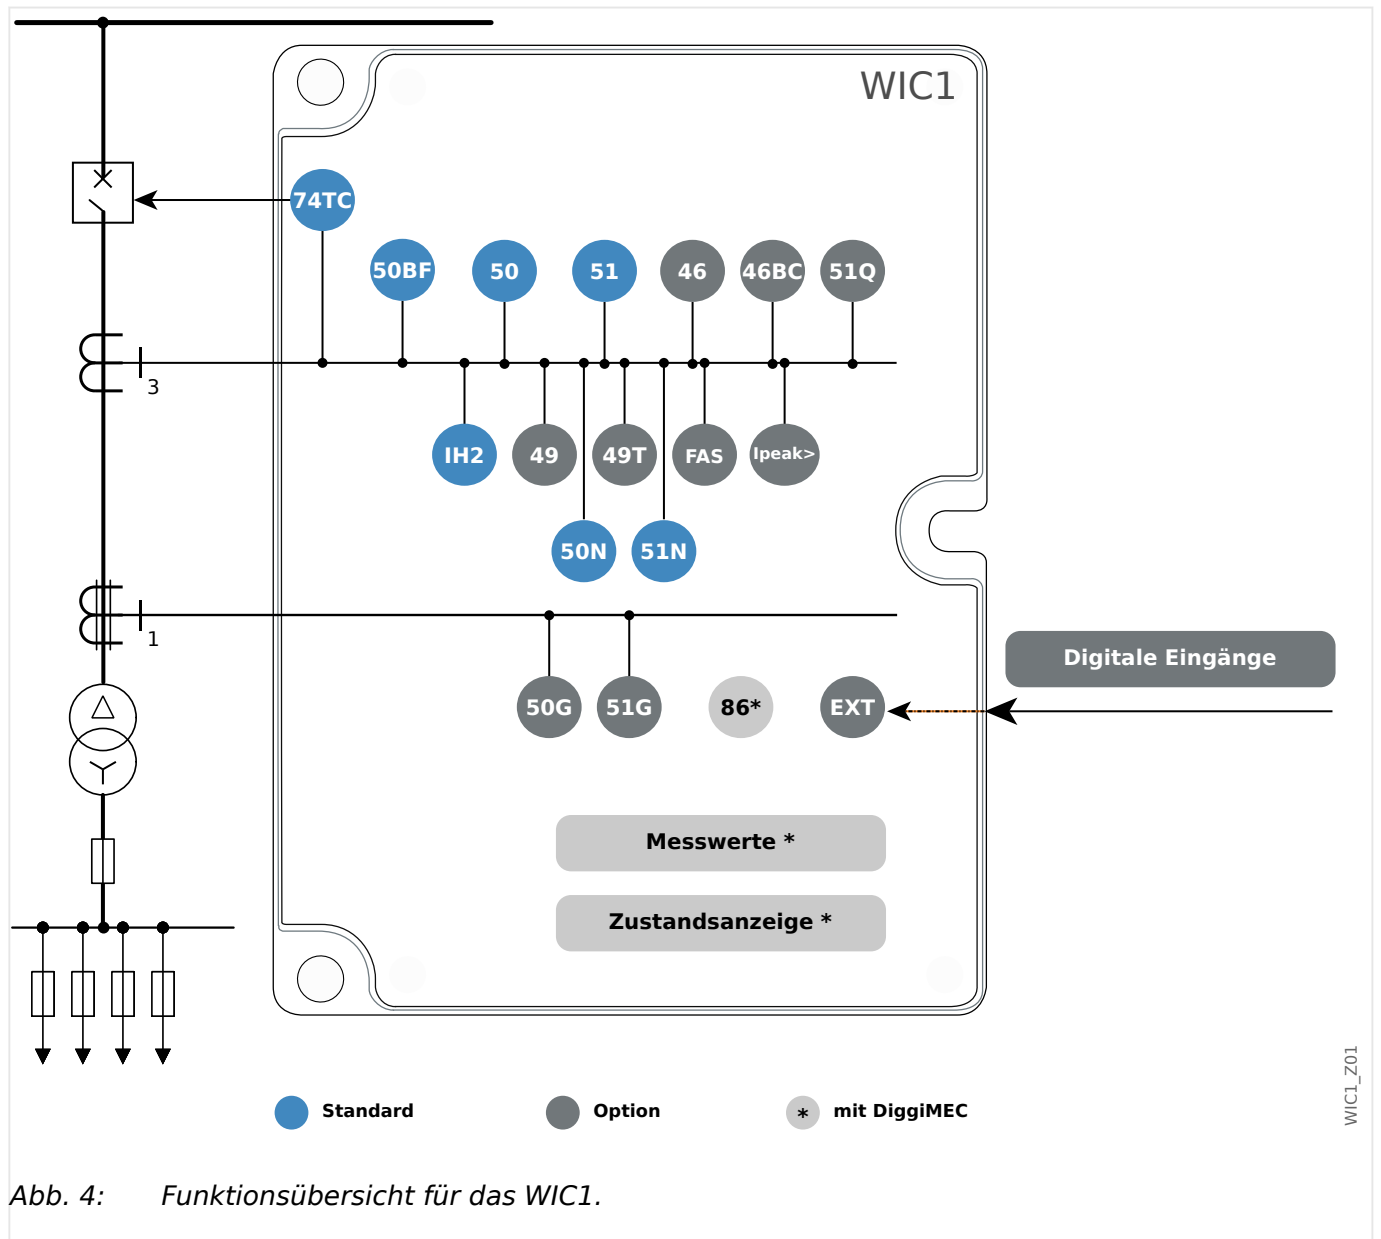 WIC1
74TC
50BF 50 51 46 46BC 51Q
3
IH2 49 49T FAS Ipeak>
50N 51N
1
Digitale Eingänge
50G 51G 86* EXT
Messwerte *
Zustandsanzeige *
WIC1_Z01
Standard Option * mit DiggiMEC
Abb. 4: Funktionsübersicht für das WIC1.